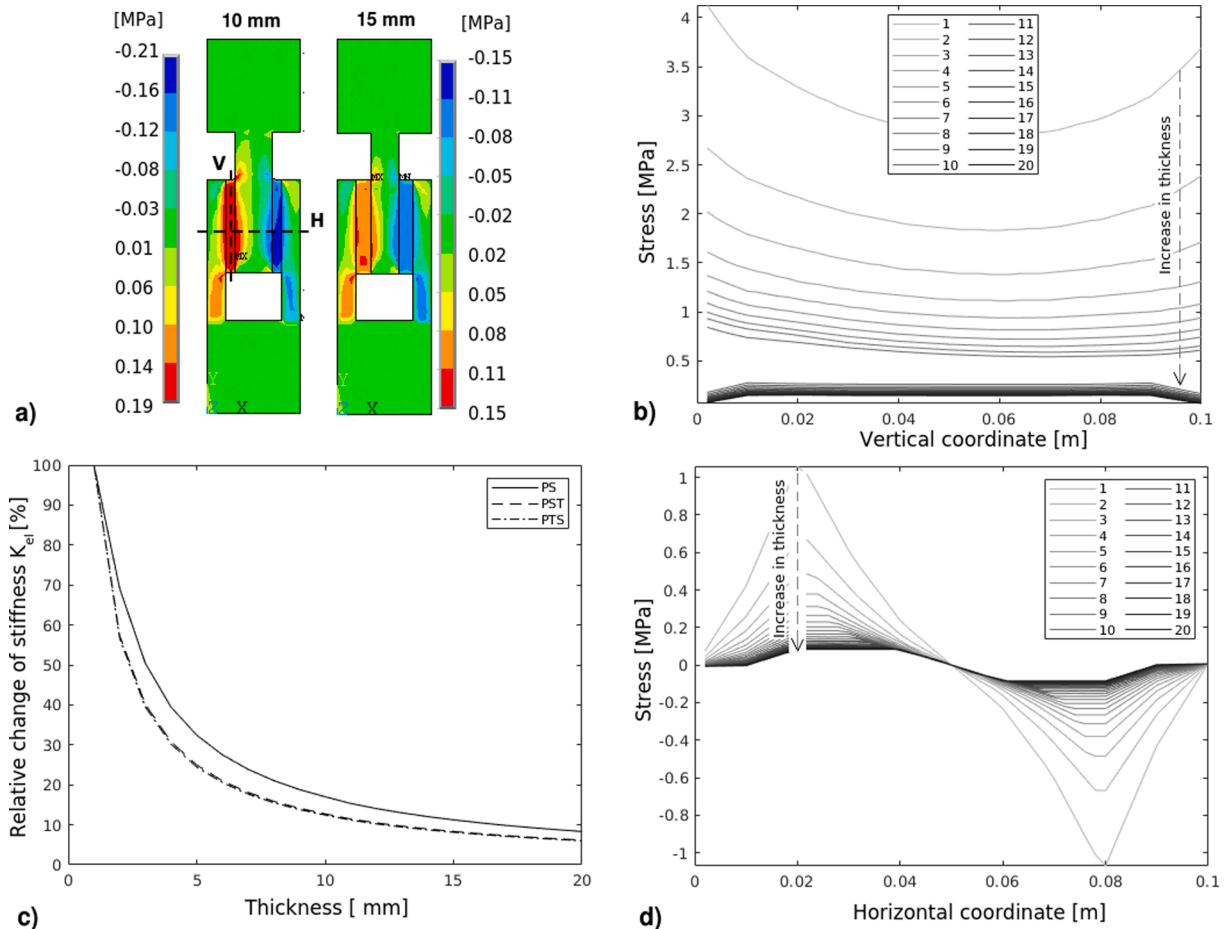 [MPa] 10 mm 15 mm [MPa]
-0.21 -0.15
-0.16 -0.11
-0.12 -0.08
-0.08 -0.05
-0.03 -0.02
0.01 0.02
0.06 0.05
0.10 0.08
0.14 0.11
0.19 0.15
V
H
MX
MX MN
Y
Z X
Y
Z X
a)
4
3.5
3
2.5
2
1.5
1
0.5
Stress [MPa]
1 11
2 12
3 13
4 14
5 15
6 16
7 17
8 18
9 19
10 20
Increase in thickness
0.02 0.04 0.06 0.08 0.1
Vertical coordinate [m]
b)
100
90
80
70
60
50
40
30
20
10
0
Relative change of stiffness Kel [%]
PS
PST
PTS
0 5 10 15 20
Thickness [ mm]
c)
1
0.8
0.6
0.4
0.2
0
-0.2
-0.4
-0.6
-0.8
-1
Stress [MPa]
Increase in thickness
1 11
2 12
3 13
4 14
5 15
6 16
7 17
8 18
9 19
10 20
0 0.02 0.04 0.06 0.08 0.1
Horizontal coordinate [m]
d)